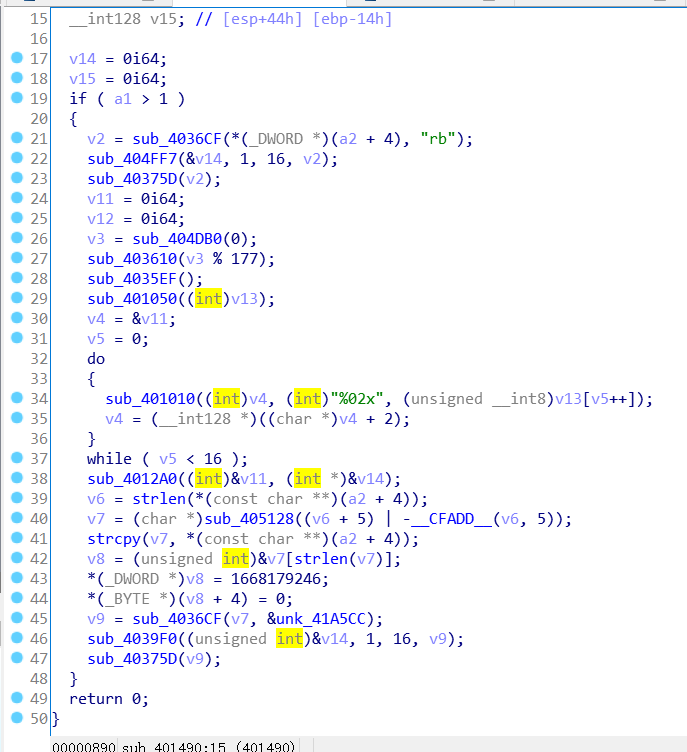 15 __int128 v15; // [esp+44h] [ebp-14h]
16
17 v14 = 0i64;
18 v15 = 0i64;
19 if ( a1 > 1 )
20 {
21 v2 = sub_4036CF(*(_DWORD *)(a2 + 4), "rb");
22 sub_404FF7(&v14, 1, 16, v2);
23 sub_40375D(v2);
24 v11 = 0i64;
25 v12 = 0i64;
26 v3 = sub_404DB0(0);
27 sub_403610(v3 % 177);
28 sub_4035EF();
29 sub_401050((int)v13);
30 v4 = &v11;
31 v5 = 0;
32 do
33 {
34 sub_401010((int)v4, (int)"%02x", (unsigned __int8)v13[v5++]);
35 v4 = (__int128 *)((char *)v4 + 2);
36 }
37 while ( v5 < 16 );
38 sub_4012A0((int)&v11, (int *)&v14);
39 v6 = strlen(*(const char **)(a2 + 4));
40 v7 = (char *)sub_405128((v6 + 5) | -__CFADD__(v6, 5));
41 strcpy(v7, *(const char **)(a2 + 4));
42 v8 = (unsigned int)&v7[strlen(v7)];
43 *(_DWORD *)v8 = 1668179246;
44 *(_BYTE *)(v8 + 4) = 0;
45 v9 = sub_4036CF(v7, &unk_41A5CC);
46 sub_4039F0((unsigned int)&v14, 1, 16, v9);
47 sub_40375D(v9);
48 }
49 return 0;
50 }
00000890 sub_401490:15 (401490)